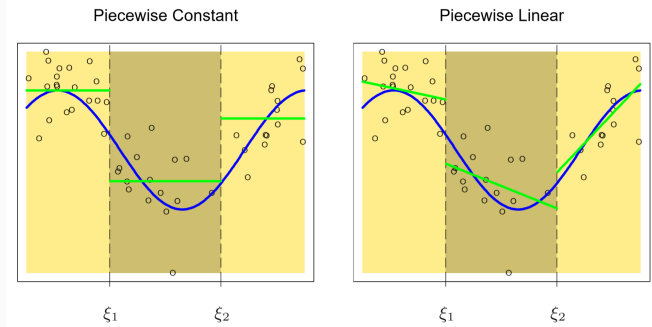 Piecewise Constant
Piecewise Linear
ξ₁ ξ₂
ξ₁ ξ₂